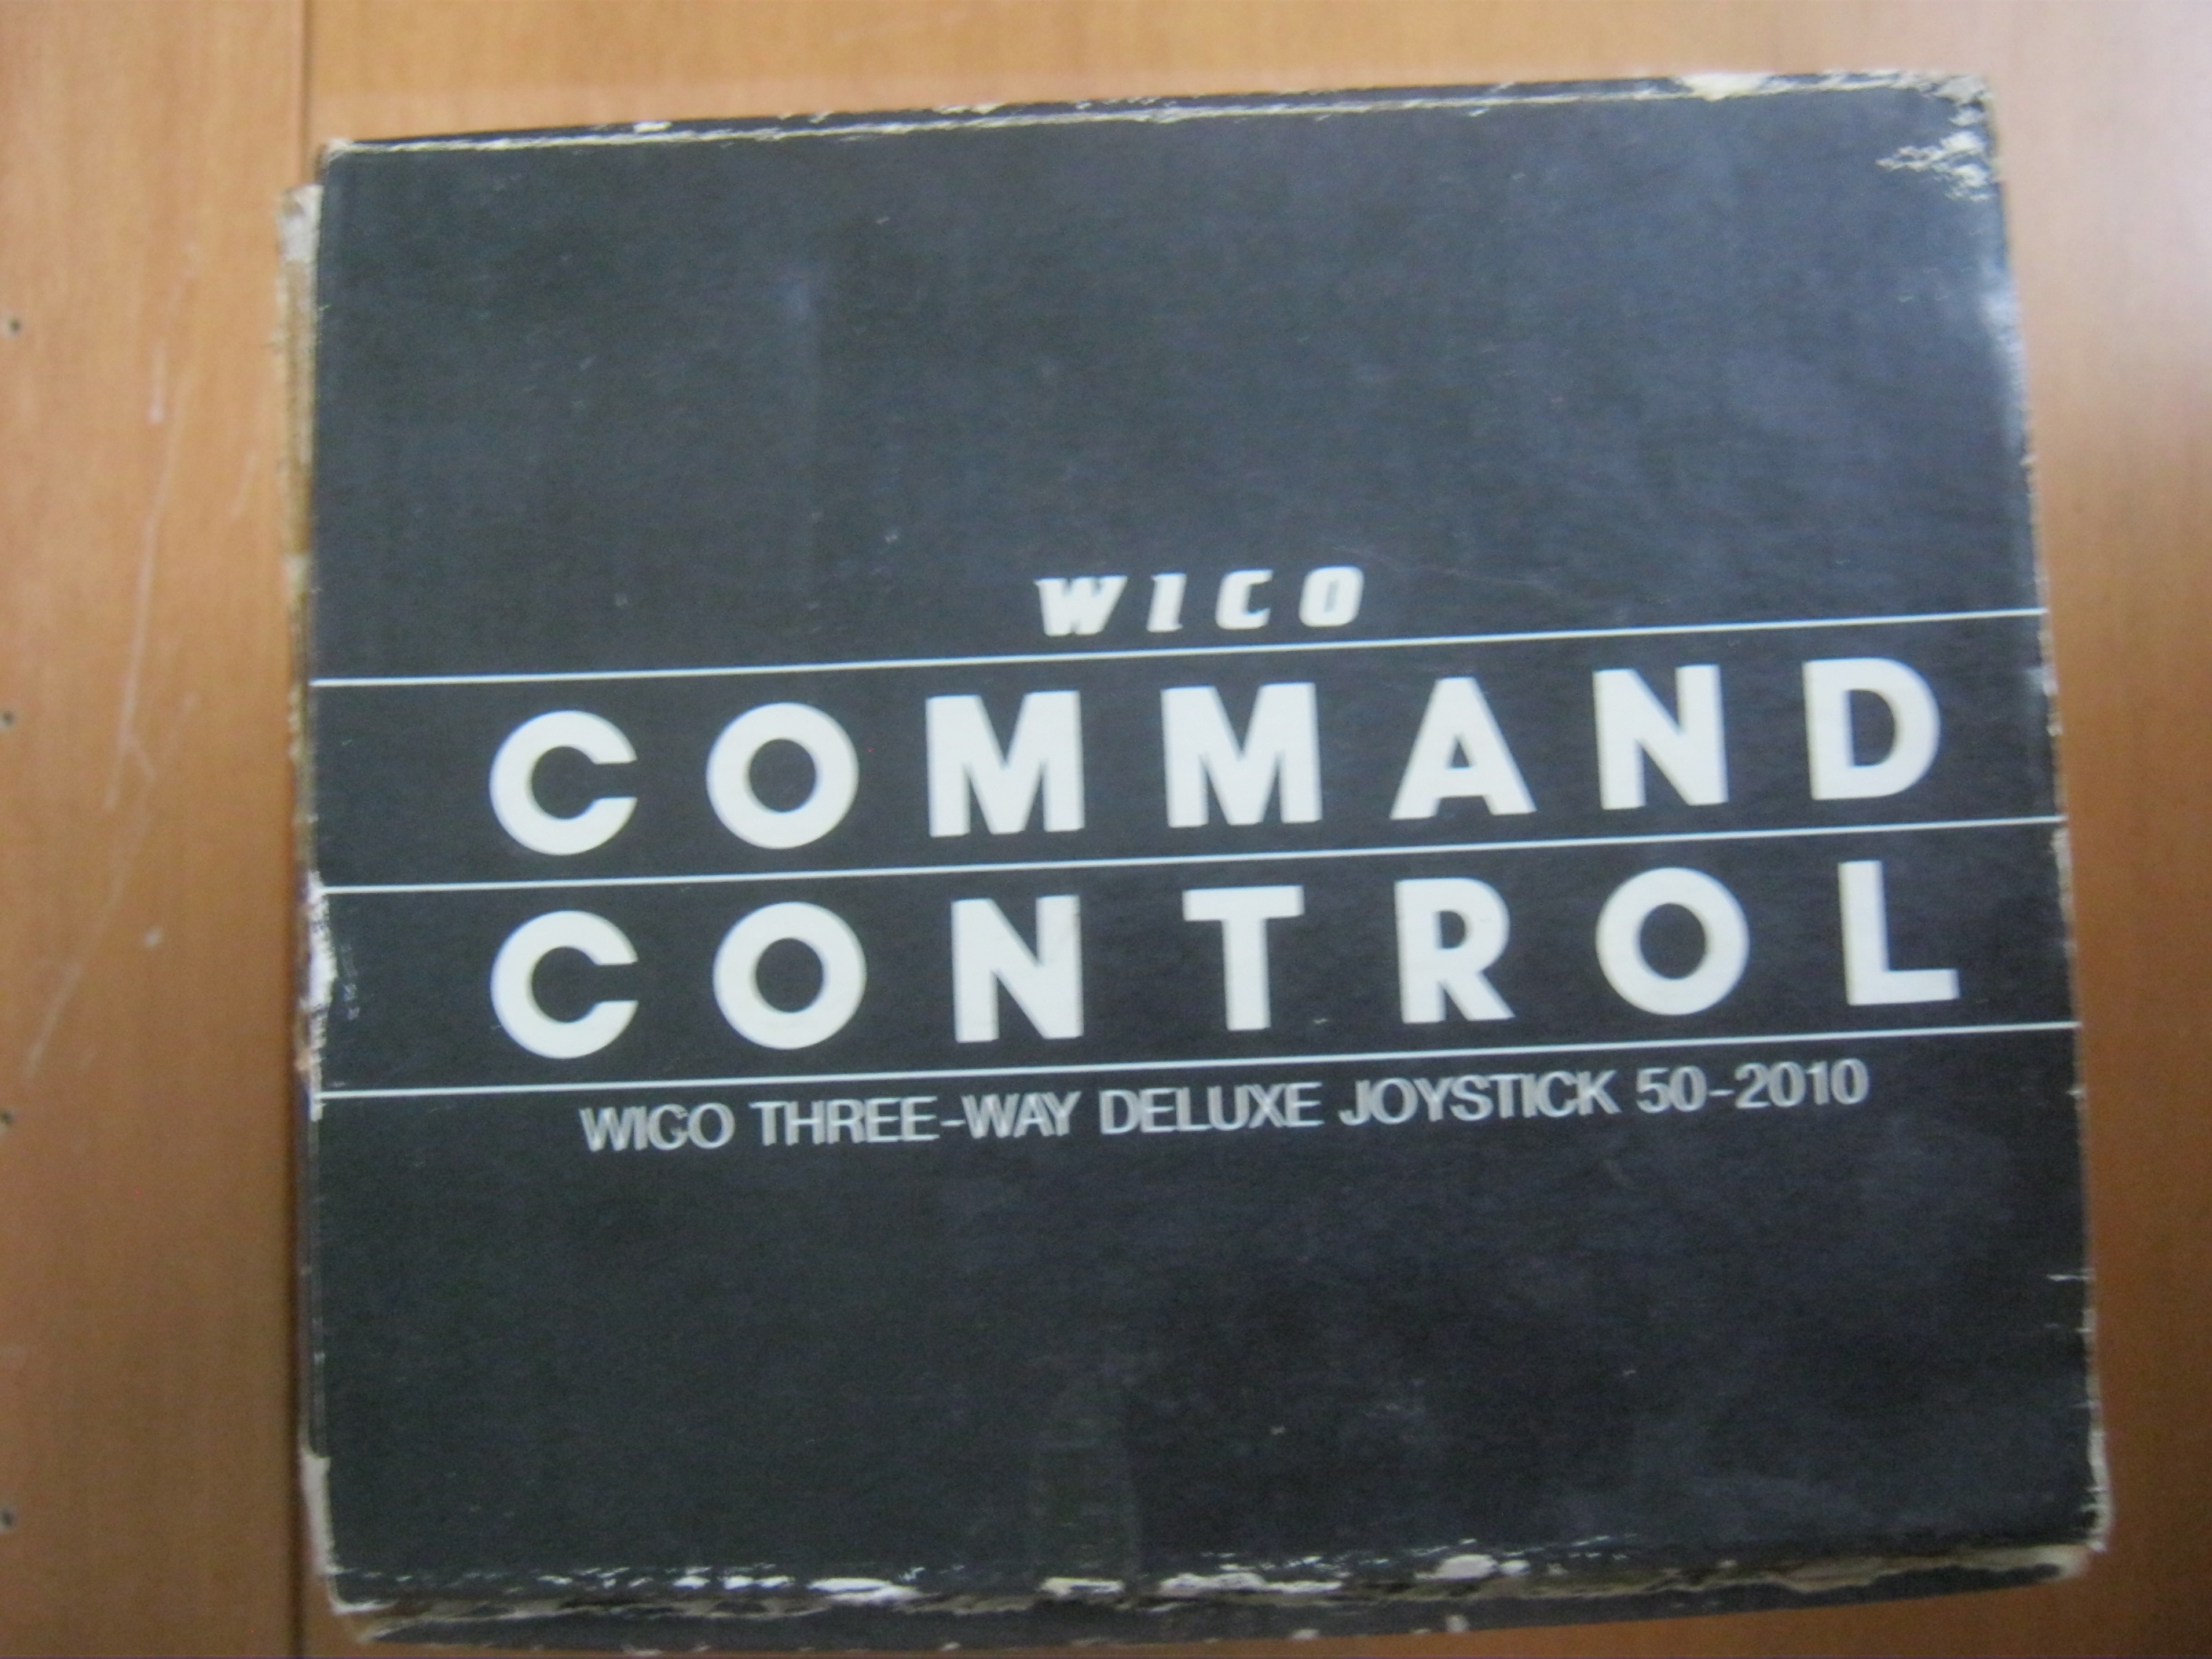 WICO
COMMAND
CONTROL
WICO THREE-WAY DELUXE JOYSTICK 50-2010